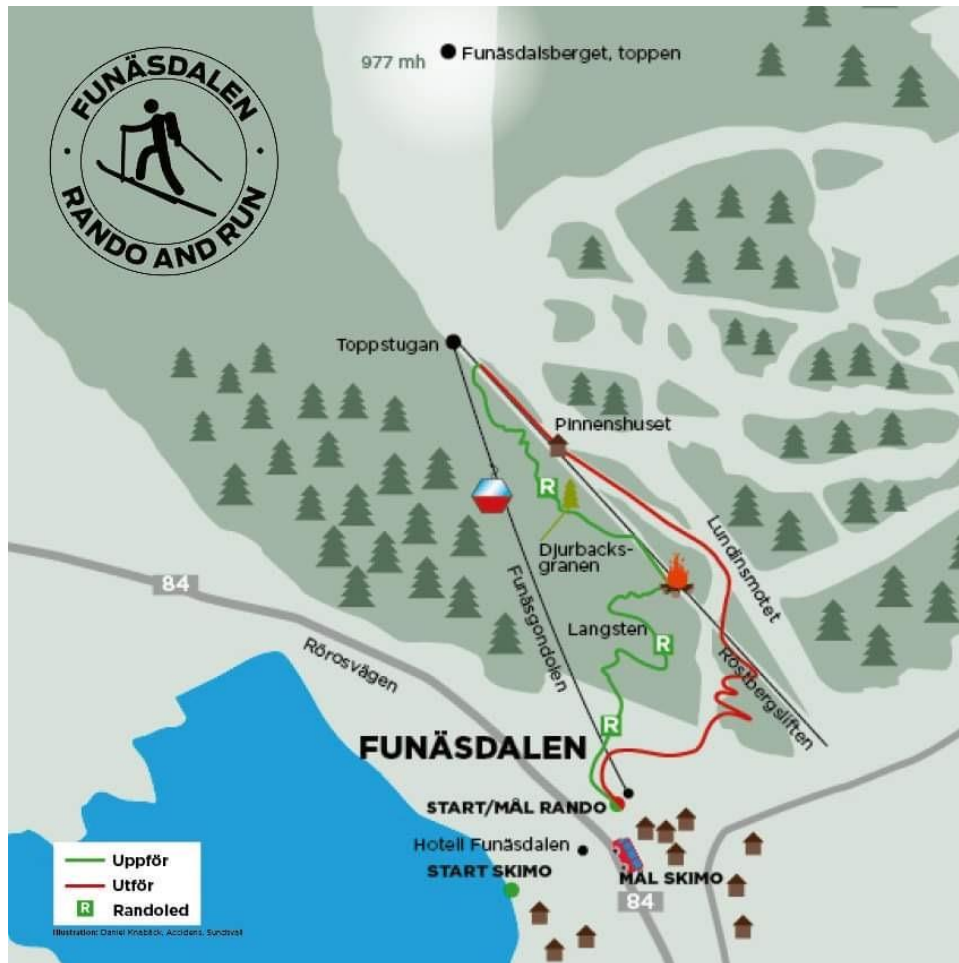 FUNÄSDALEN
RANDO AND RUN
977 mh
Funäsdalsberget, toppen
Toppstugan
Pinnenshuset
R
Djurbacks-
granen
Lundinsmotet
84
Funäsgondolen
Langsten
R
Rörosvägen
Röstbergsliften
R
FUNÄSDALEN
START/MÅL RANDO
Hotell Funäsdalen
START SKIMO
MÅL SKIMO
84
Uppför
Utför
R Randoled
Illustration: Daniel Knäbäck, Accidens, Sundsvall